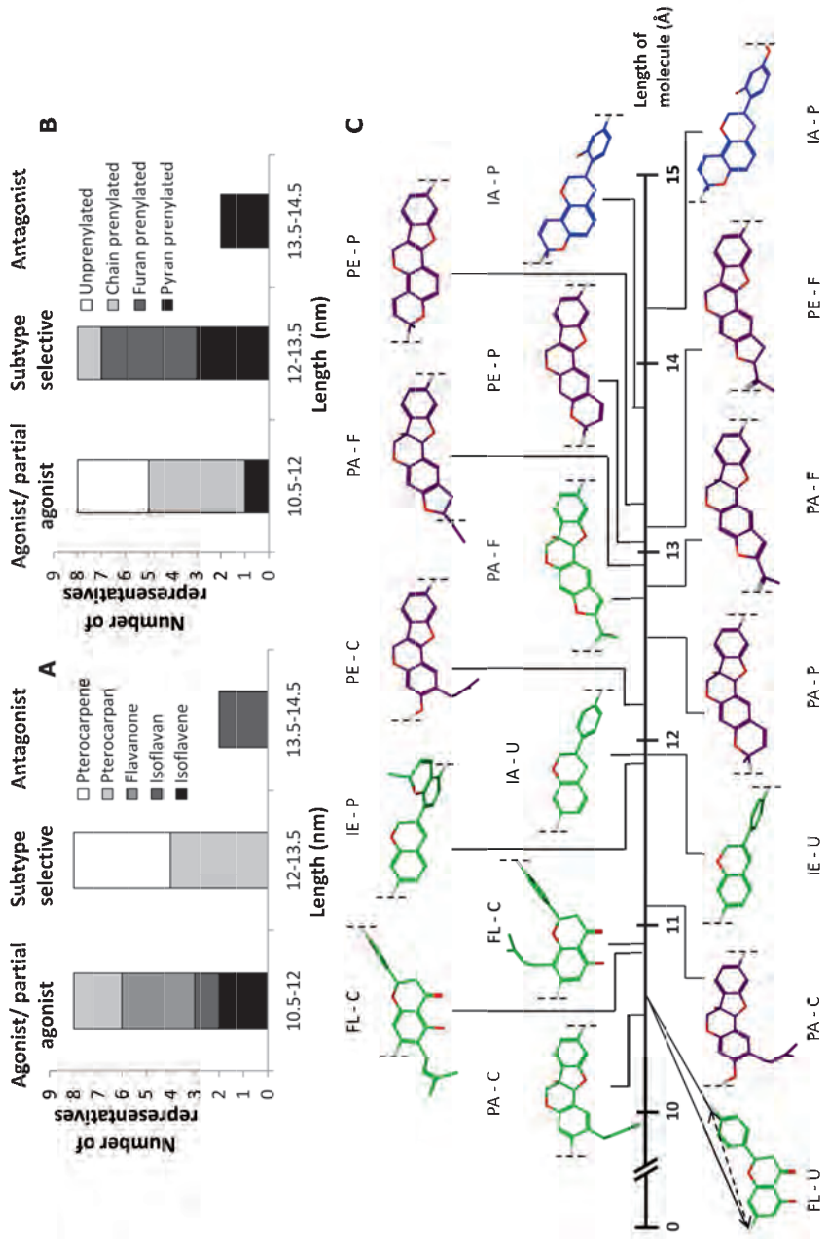 A
Agonist/ partial
agonist
Subtype
selective
Antagonist
Number of
representatives
9
8
7
6
5
4
3
2
1
0
Pterocarpene
Pterocarpan
Flavanone
Isoflavan
Isoflavene
10.5-12
12-13.5
13.5-14.5
Length (nm)
B
Agonist/ partial
agonist
Subtype
selective
Antagonist
Number of
representatives
9
8
7
6
5
4
3
2
1
0
Unprenylated
Chain prenylated
Furan prenylated
Pyran prenylated
10.5-12
12-13.5
13.5-14.5
Length (nm)
C
FL - C
IE - P
PE - C
PA - F
PE - P
PA - C
FL - C
IA - U
PA - F
PE - P
IA - P
0
10
11
12
13
14
15
Length of
molecule (Å)
FL - U
PA - C
IE - U
PA - P
PA - F
PE - F
IA - P